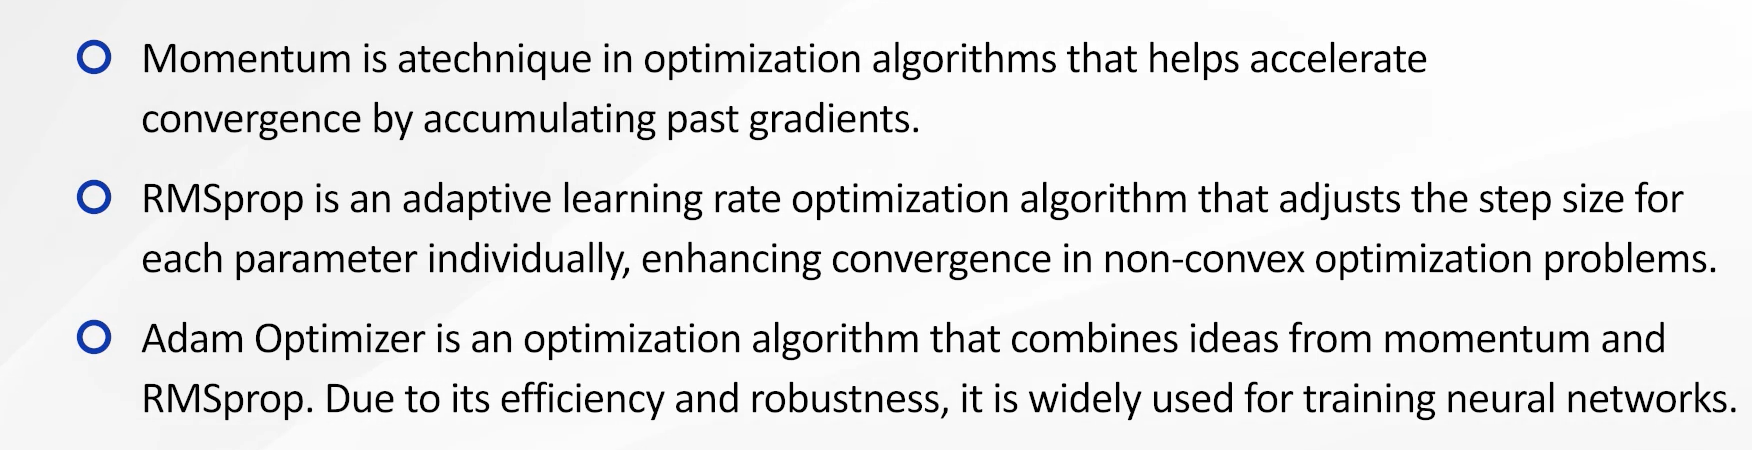 Momentum is atechnique in optimization algorithms that helps accelerate
convergence by accumulating past gradients.
RMSprop is an adaptive learning rate optimization algorithm that adjusts the step size for
each parameter individually, enhancing convergence in non-convex optimization problems.
Adam Optimizer is an optimization algorithm that combines ideas from momentum and
RMSprop. Due to its efficiency and robustness, it is widely used for training neural networks.